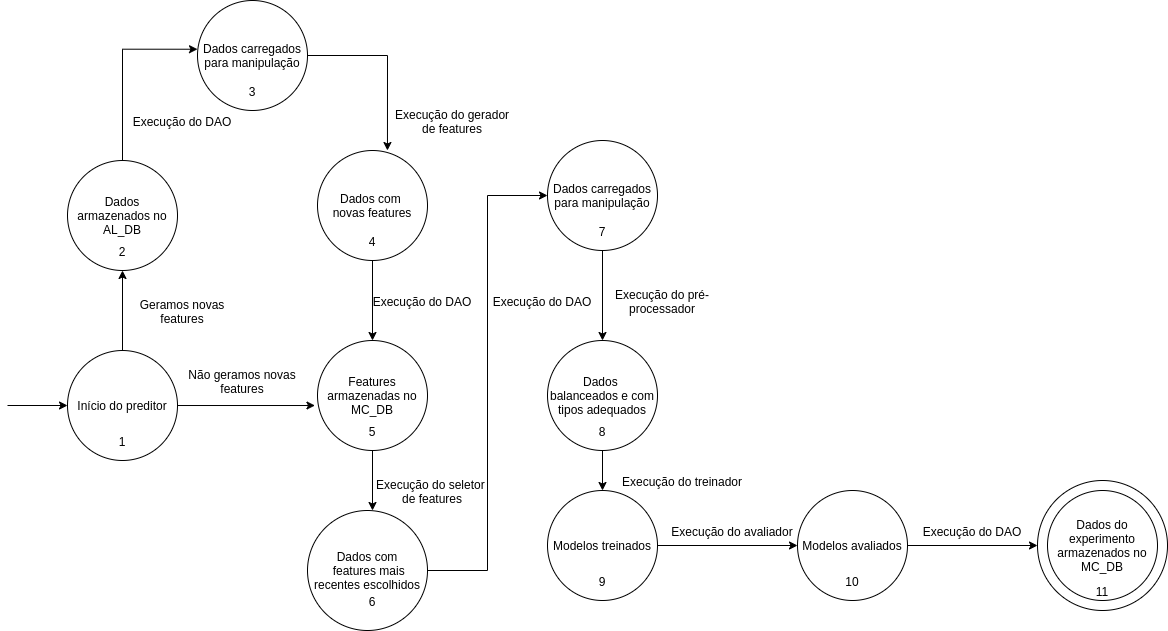 Dados carregados
para manipulação
3
Execução do DAO
Execução do gerador
de features
Dados
armazenados no
AL_DB
2
Dados com
novas features
4
Dados carregados
para manipulação
7
Geramos novas
features
Execução do DAO
Execução do DAO
Execução do pré-
processador
Início do preditor
1
Não geramos novas
features
Features
armazenadas no
MC_DB
5
Dados
balanceados e com
tipos adequados
8
Execução do seletor
de features
Execução do treinador
Dados com
features mais
recentes escolhidos
6
Modelos treinados
9
Execução do avaliador
Modelos avaliados
10
Execução do DAO
Dados do
experimento
armazenados no
MC_DB
11